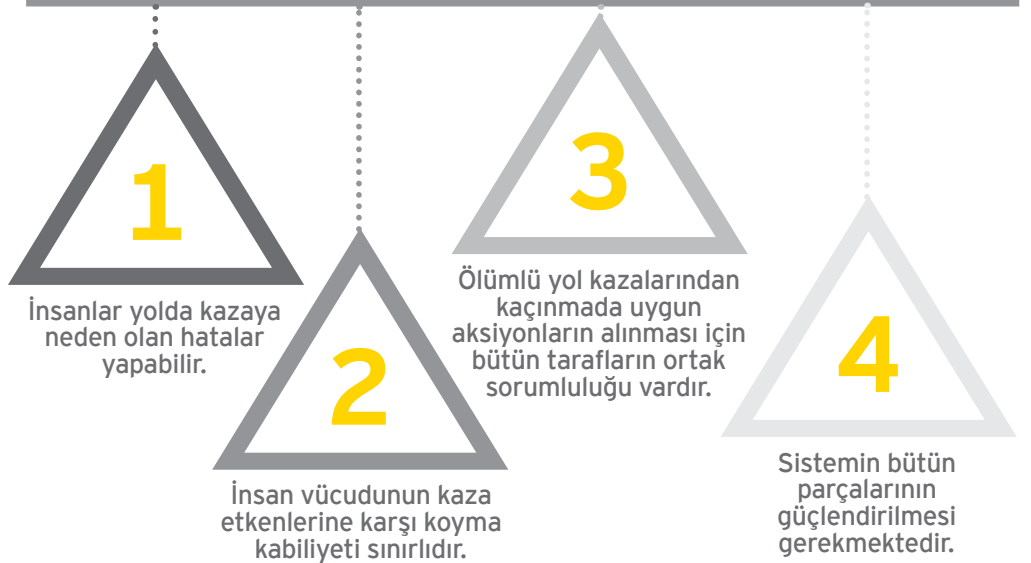 1
İnsanlar yolda kazaya
neden olan hatalar
yapabilir.
2
İnsan vücudunun kaza
etkenlerine karşı koyma
kabiliyeti sınırlıdır.
3
Ölümlü yol kazalarından
kaçınmada uygun
aksiyonların alınması için
bütün tarafların ortak
sorumluluğu vardır.
4
Sistemin bütün
parçalarının
güçlendirilmesi
gerekmektedir.